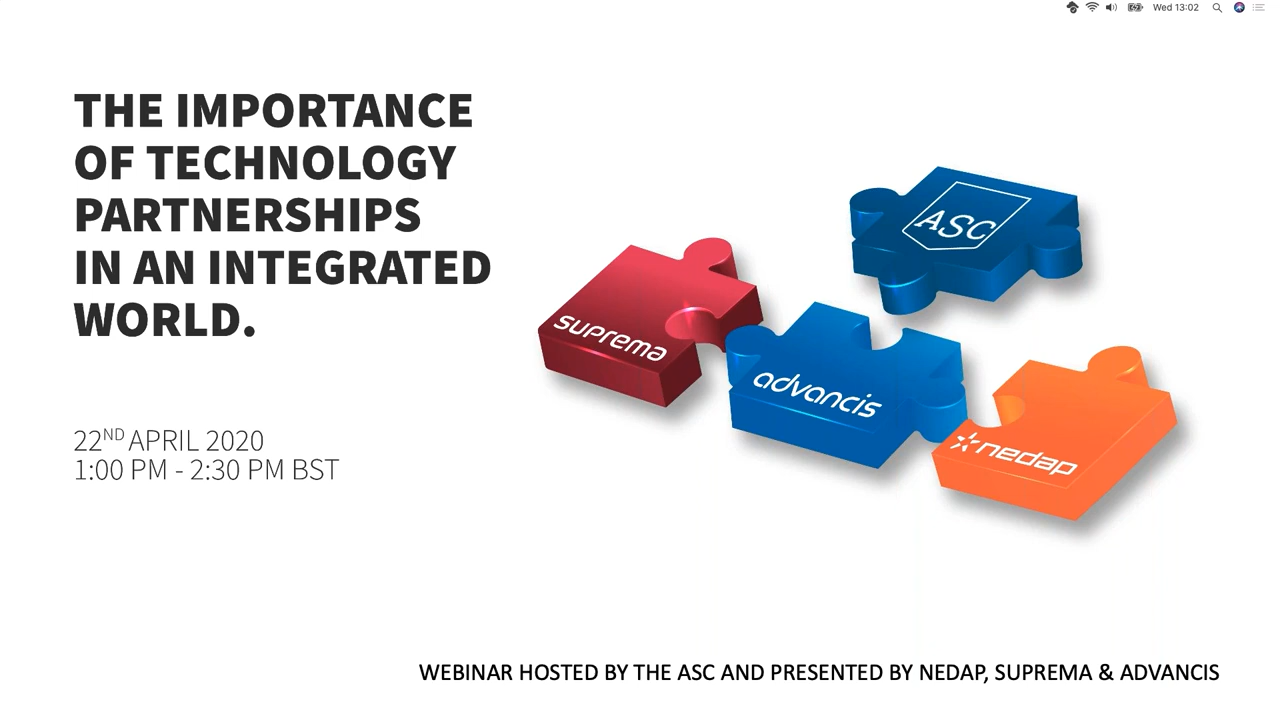 Wed 13:02
THE IMPORTANCE
OF TECHNOLOGY
PARTNERSHIPS
IN AN INTEGRATED
WORLD.
22ND APRIL 2020
1:00 PM - 2:30 PM BST
ASC
suprema
advancis
nedap
WEBINAR HOSTED BY THE ASC AND PRESENTED BY NEDAP, SUPREMA & ADVANCIS